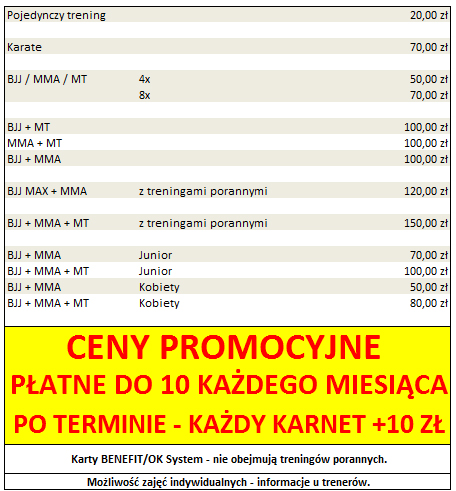 Pojedynczy trening 20,00 zł
Karate 70,00 zł
BJJ / MMA / MT 4x 50,00 zł
8x 70,00 zł
BJJ + MT 100,00 zł
MMA + MT 100,00 zł
BJJ + MMA 100,00 zł
BJJ MAX + MMA z treningami porannymi 120,00 zł
BJJ + MMA + MT z treningami porannymi 150,00 zł
BJJ + MMA Junior 70,00 zł
BJJ + MMA + MT Junior 100,00 zł
BJJ + MMA Kobiety 50,00 zł
BJJ + MMA + MT Kobiety 80,00 zł
CENY PROMOCYJNE
PŁATNE DO 10 KAŻDEGO MIESIĄCA
PO TERMINIE - KAŻDY KARNET +10 ZŁ
Karty BENEFIT/OK System - nie obejmują treningów porannych.
Możliwość zajęć indywidualnych - informacje u trenerów.